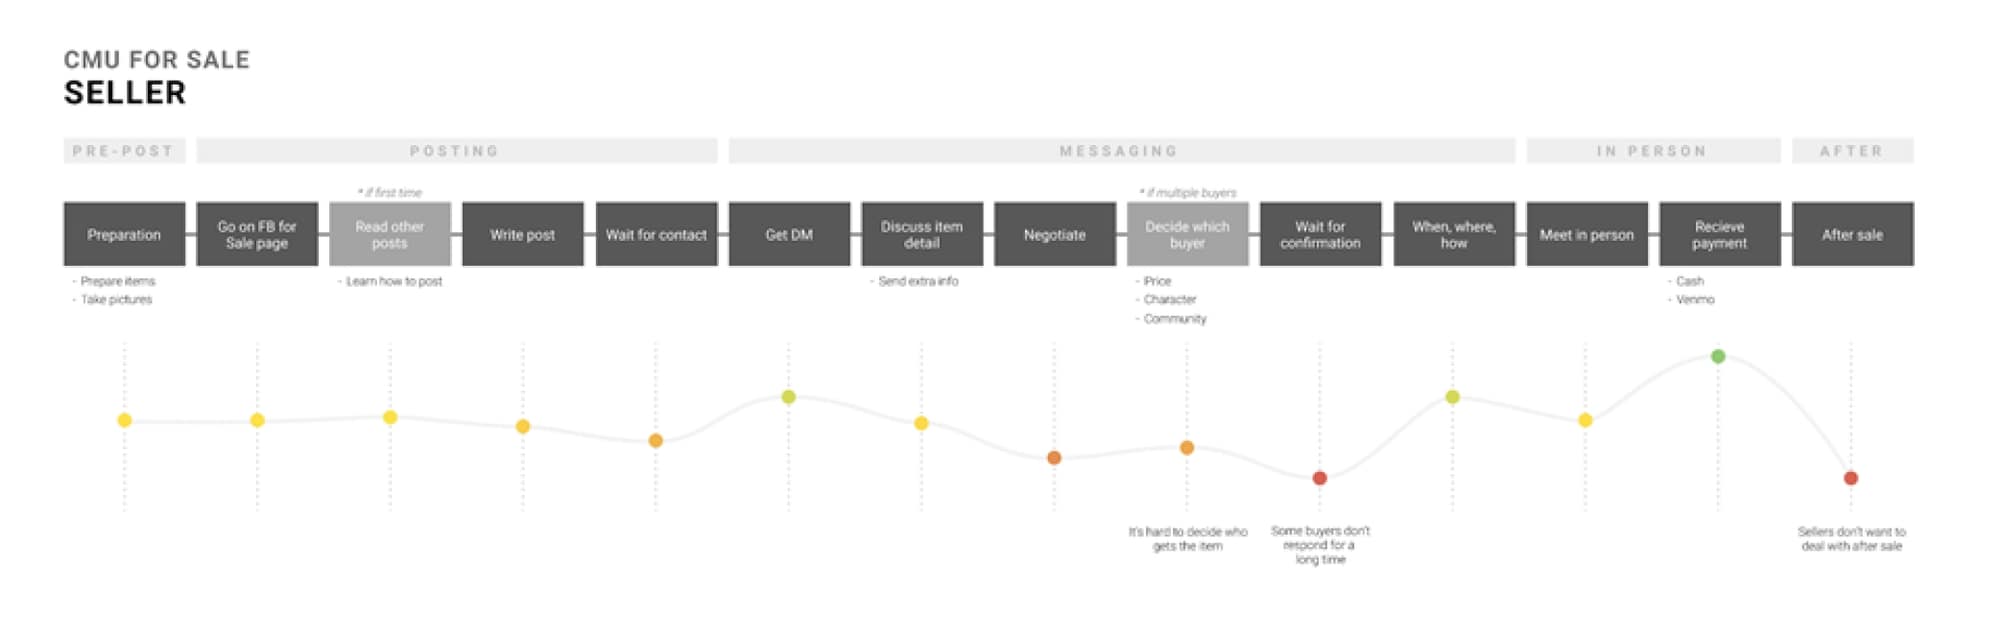 CMU FOR SALE
SELLER
PRE-POST
POSTING
MESSAGING
IN PERSON
AFTER
* if first time
* if multiple buyers
Preparation
Go on FB for
Sale page
Read other
posts
Write post
Wait for contact
Get DM
Discuss item
detail
Negotiate
Decide which
buyer
Wait for
confirmation
When, where,
how
Meet in person
Recieve
payment
After sale
- Prepare items
- Take pictures
- Learn how to post
- Send extra info
- Price
- Character
- Community
- Cash
- Venmo
It's hard to decide who
gets the item
Some buyers don't
respond for a
long time
Sellers don't want to
deal with after sale